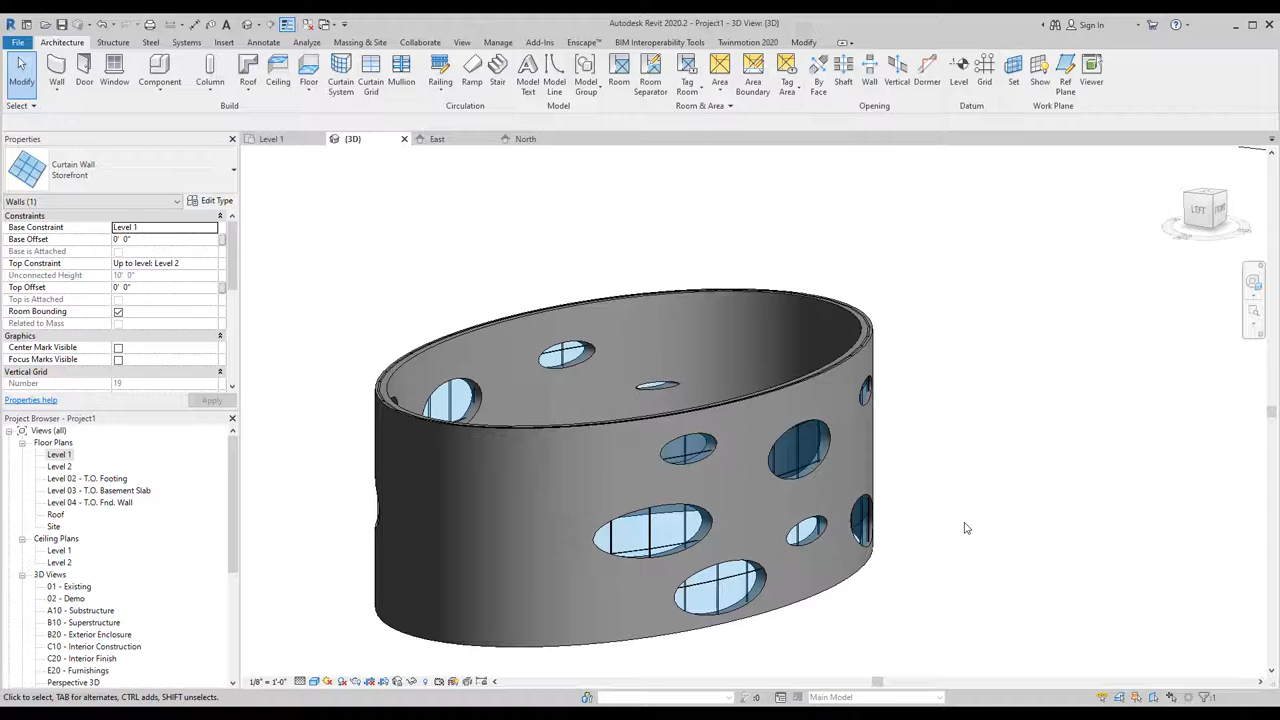 Autodesk Revit 2020.2 - Project1 - 3D View: {3D}
Sign In
File Architecture Structure Steel Systems Insert Annotate Analyze Massing & Site Collaborate View Manage Add-Ins Enscape™ BIM Interoperability Tools Twinmotion 2020 Modify
Modify Wall Door Window Component Column Roof Ceiling Floor Curtain System Curtain Grid Mullion Railing Ramp Stair Model Text Model Line Model Group Room Room Separator Tag Room Area Area Boundary Tag Area By Face Shaft Wall Vertical Dormer Level Grid Set Show Ref Plane Viewer
Select Build Circulation Model Room & Area Opening Datum Work Plane
Properties
Level 1 {3D} East North
Curtain Wall
Storefront
Walls (1) Edit Type
Constraints
Base Constraint Level 1
Base Offset 0' 0"
Base is Attached
Top Constraint Up to level: Level 2
Unconnected Height 10' 0"
Top Offset 0' 0"
Top is Attached
Room Bounding
Related to Mass
Graphics
Center Mark Visible
Focus Marks Visible
Vertical Grid
Number 19
Properties help Apply
Project Browser - Project1
Views (all)
Floor Plans
Level 1
Level 2
Level 02 - T.O. Footing
Level 03 - T.O. Basement Slab
Level 04 - T.O. Fnd. Wall
Roof
Site
Ceiling Plans
Level 1
Level 2
3D Views
01 - Existing
02 - Demo
A10 - Substructure
B10 - Superstructure
B20 - Exterior Enclosure
C10 - Interior Construction
C20 - Interior Finish
E20 - Furnishings
Perspective 3D
LEFT FRONT
1/8" = 1'-0"
Click to select, TAB for alternates, CTRL adds, SHIFT unselects. :0 Main Model :1